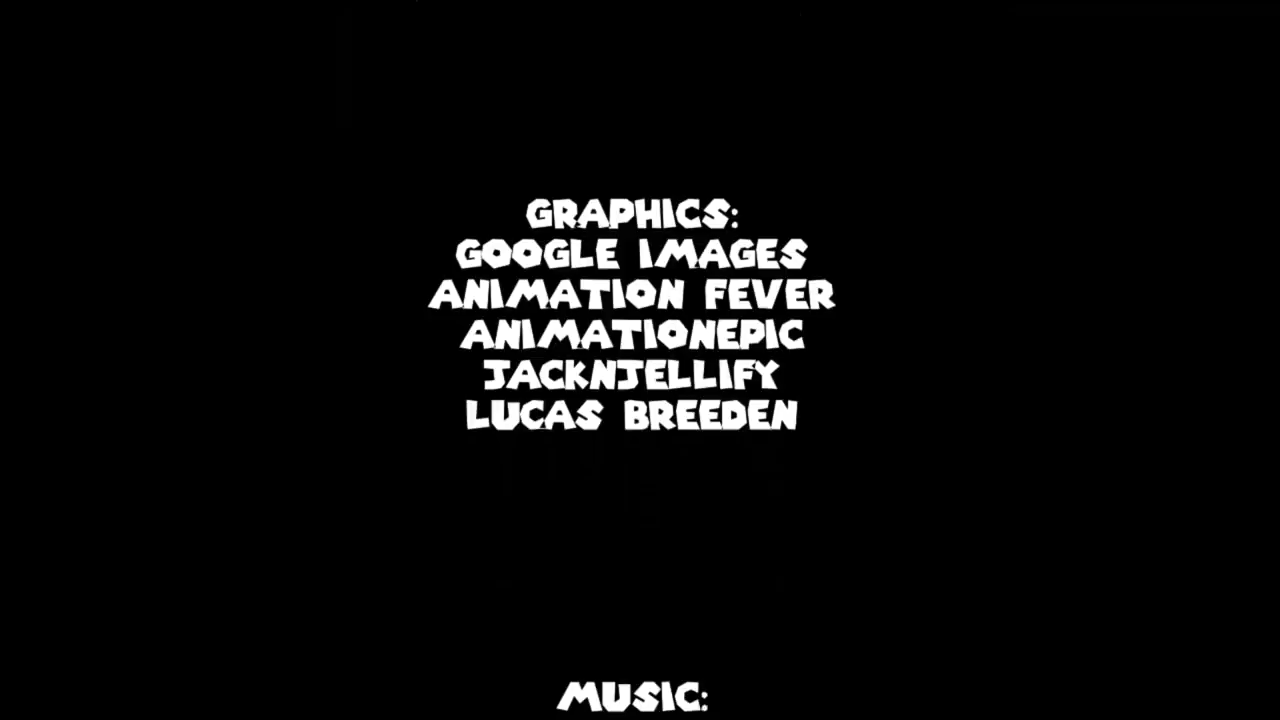 GRAPHICS:
GOOGLE IMAGES
ANIMATION FEVER
ANIMATIONEPIC
JACKNJELLIFY
LUCAS BREEDEN
MUSIC: